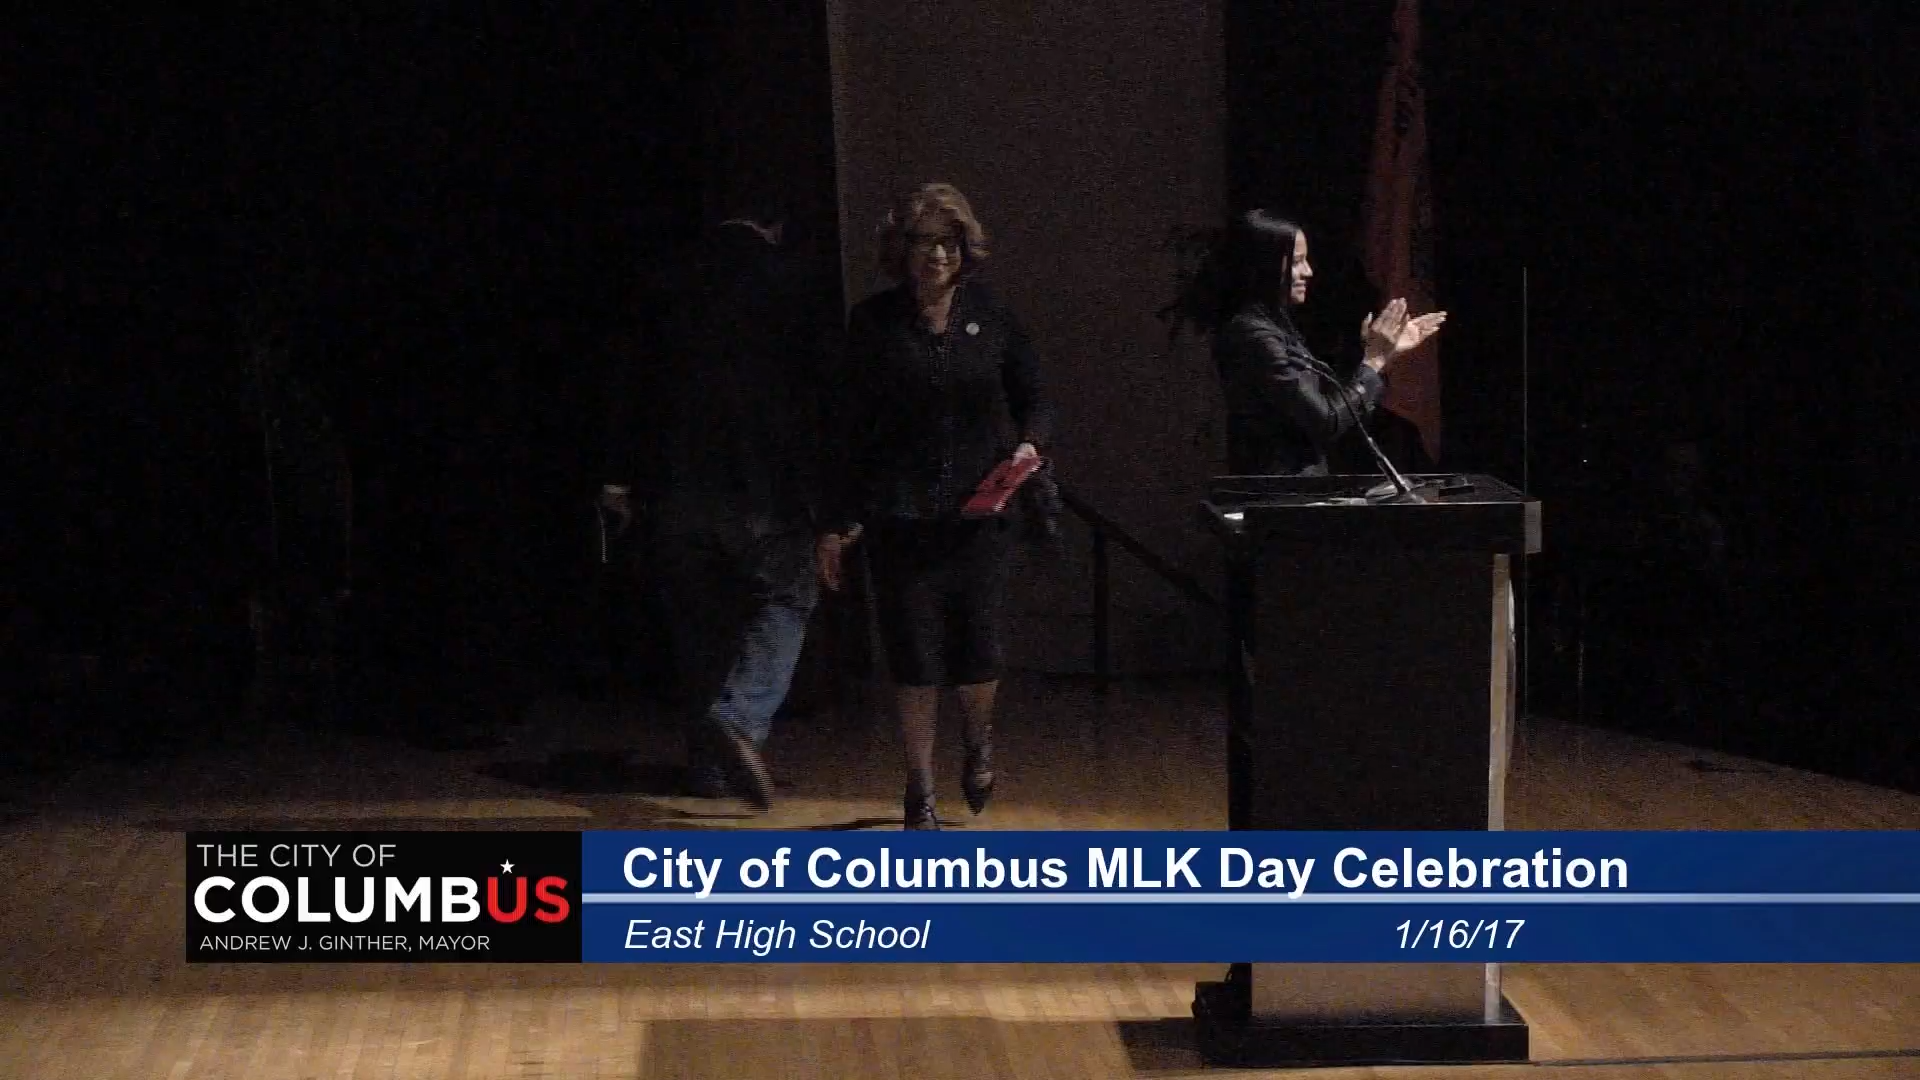 THE CITY OF
COLUMBUS
ANDREW J. GINTHER, MAYOR
City of Columbus MLK Day Celebration
East High School 1/16/17